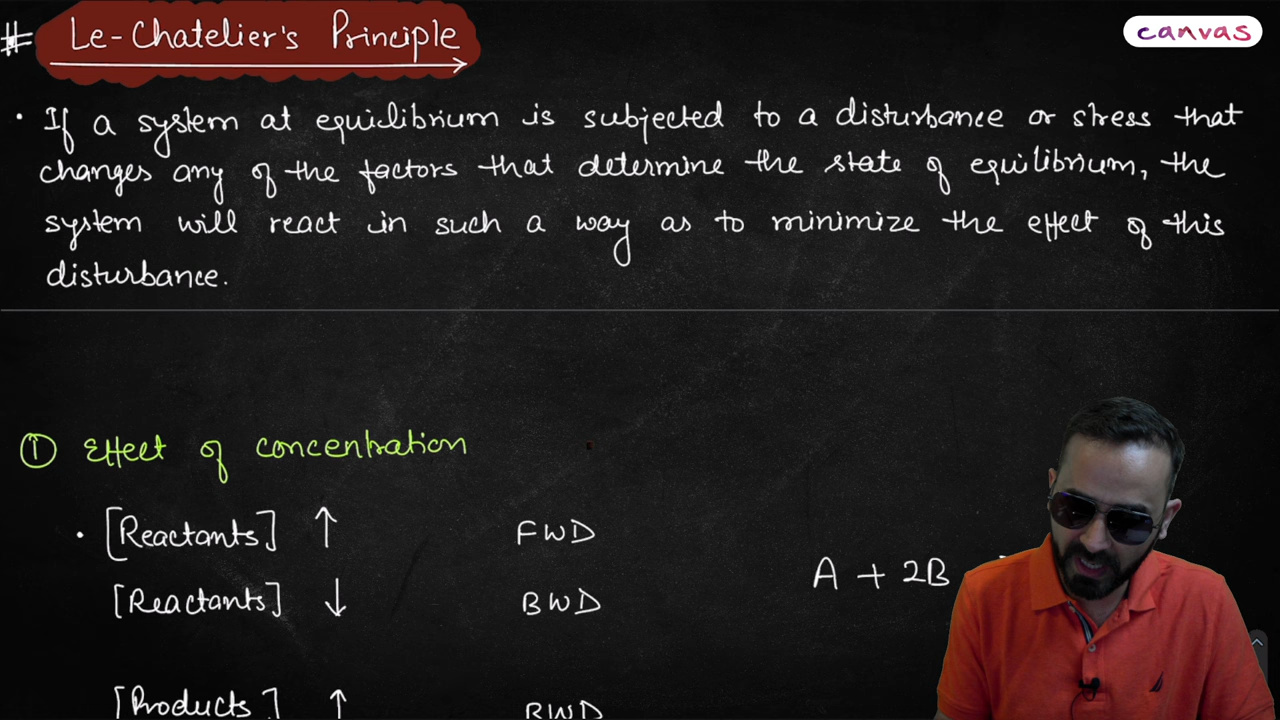 # Le-Chatelier's Principle
canvas
• If a system at equilibrium is subjected to a disturbance or stress that
changes any of the factors that determine the state of equilibrium, the
system will react in such a way as to minimize the effect of this
disturbance.
① Effect of concentration
• [Reactants] ↑ FWD
[Reactants] ↓ BWD
A + 2B
[Products] ↑ BWD